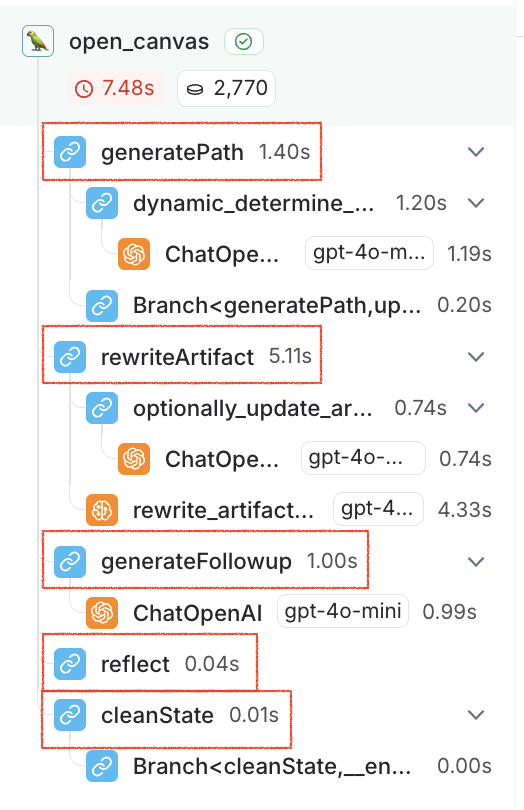 open_canvas
7.48s 2,770
generatePath 1.40s
dynamic_determine_... 1.20s
ChatOpe... gpt-4o-m... 1.19s
Branch<generatePath,up... 0.20s
rewriteArtifact 5.11s
optionally_update_ar... 0.74s
ChatOpe... gpt-4o-... 0.74s
rewrite_artifact... gpt-4... 4.33s
generateFollowup 1.00s
ChatOpenAI gpt-4o-mini 0.99s
reflect 0.04s
cleanState 0.01s
Branch<cleanState,__en... 0.00s